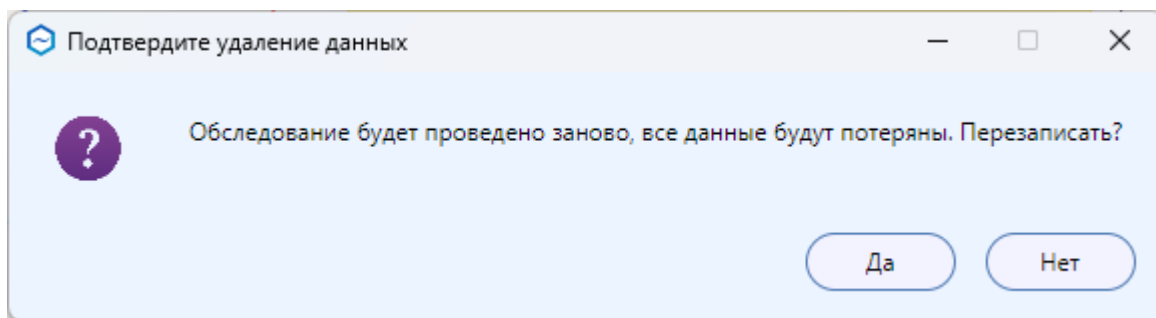 Подтвердите удаление данных
Обследование будет проведено заново, все данные будут потеряны. Перезаписать?
Да
Нет